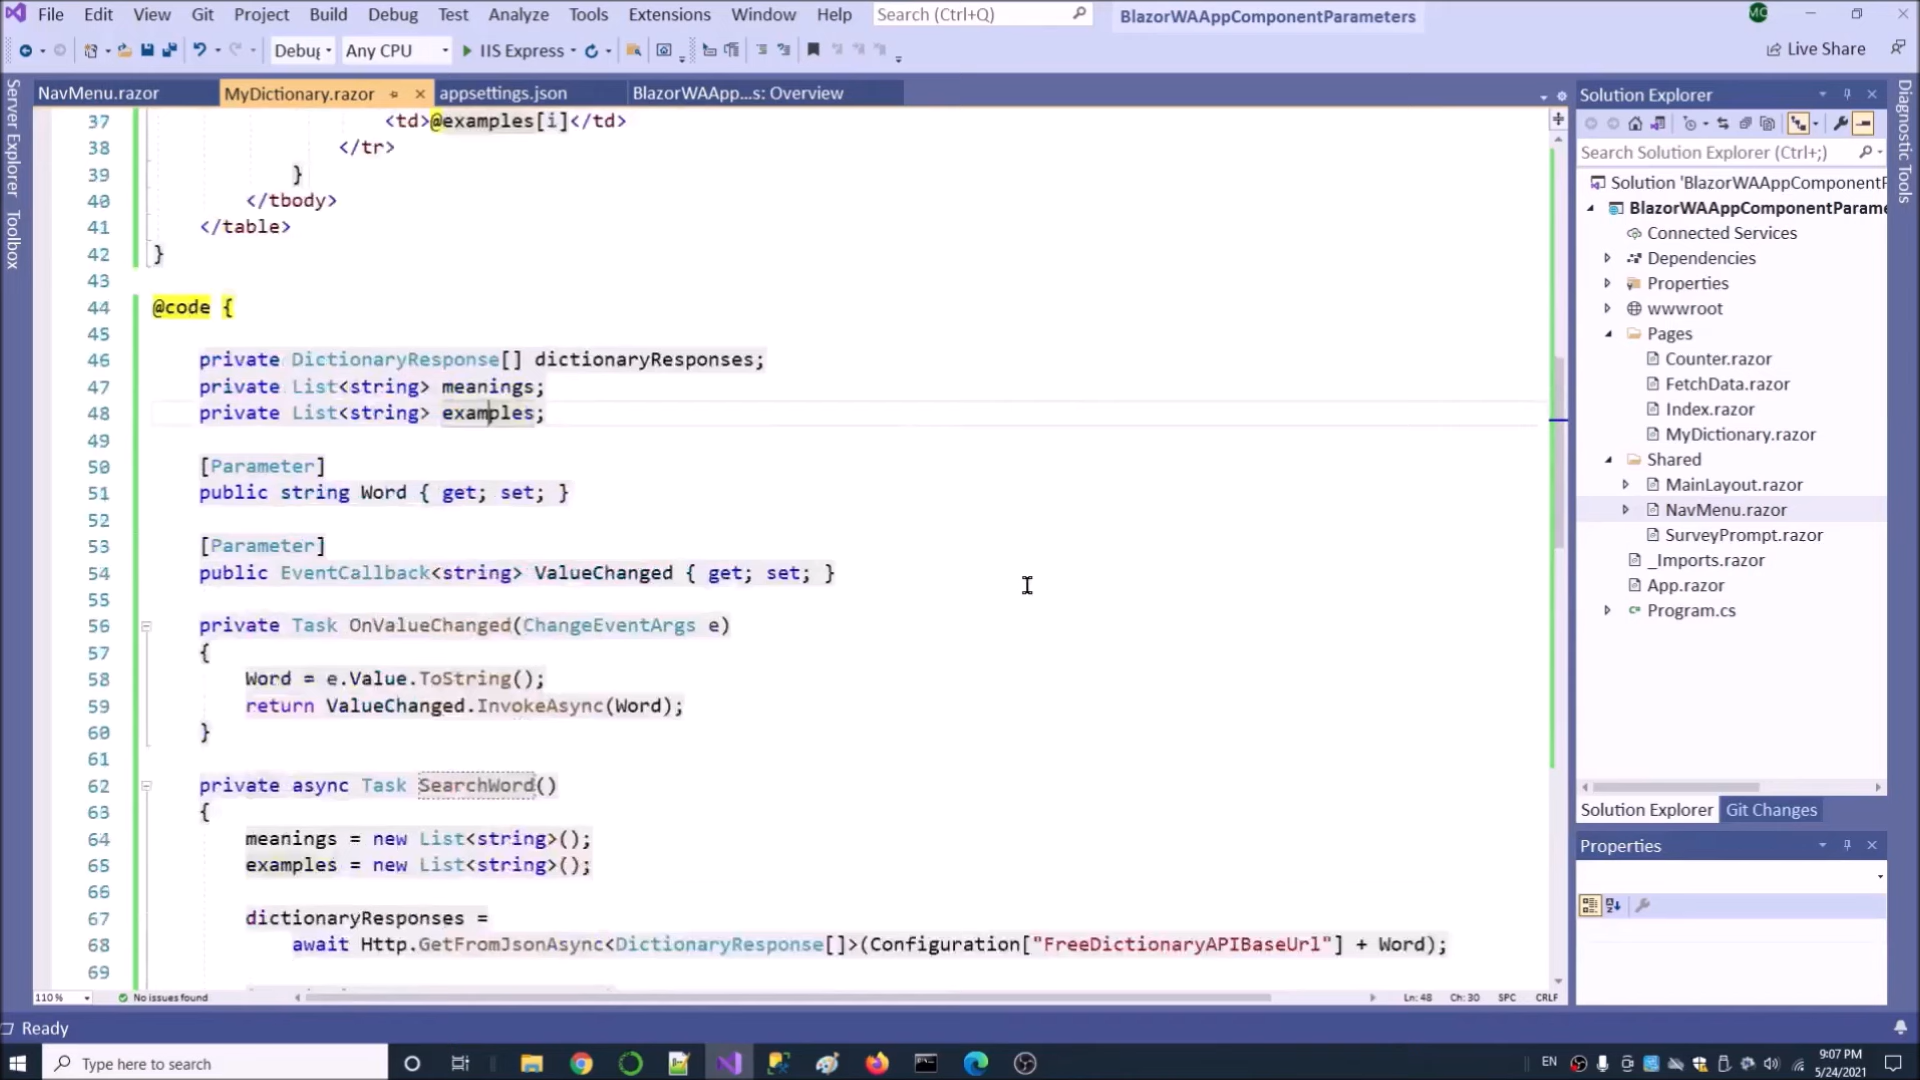 File Edit View Git Project Build Debug Test Analyze Tools Extensions Window Help Search (Ctrl+Q) BlazorWAAppComponentParameters
Debug Any CPU IIS Express Live Share
NavMenu.razor MyDictionary.razor appsettings.json BlazorWAApp...s: Overview
Server Explorer
Toolbox
37 <td>@examples[i]</td>
38 </tr>
39 }
40 </tbody>
41 </table>
42 }
43
44 @code {
45
46 private DictionaryResponse[] dictionaryResponses;
47 private List<string> meanings;
48 private List<string> examples;
49
50 [Parameter]
51 public string Word { get; set; }
52
53 [Parameter]
54 public EventCallback<string> ValueChanged { get; set; }
55
56 private Task OnValueChanged(ChangeEventArgs e)
57 {
58 Word = e.Value.ToString();
59 return ValueChanged.InvokeAsync(Word);
60 }
61
62 private async Task SearchWord()
63 {
64 meanings = new List<string>();
65 examples = new List<string>();
66
67 dictionaryResponses =
68 await Http.GetFromJsonAsync<DictionaryResponse[]>(Configuration["FreeDictionaryAPIBaseUrl"] + Word);
69
110 % No issues found Ln: 48 Ch: 30 SPC CRLF
Solution Explorer
Search Solution Explorer (Ctrl+;)
Solution 'BlazorWAAppComponentP
BlazorWAAppComponentParame
Connected Services
Dependencies
Properties
wwwroot
Pages
Counter.razor
FetchData.razor
Index.razor
MyDictionary.razor
Shared
MainLayout.razor
NavMenu.razor
SurveyPrompt.razor
_Imports.razor
App.razor
Program.cs
Solution Explorer Git Changes
Properties
Diagnostic Tools
Ready
Type here to search
EN
9:07 PM
5/24/2021